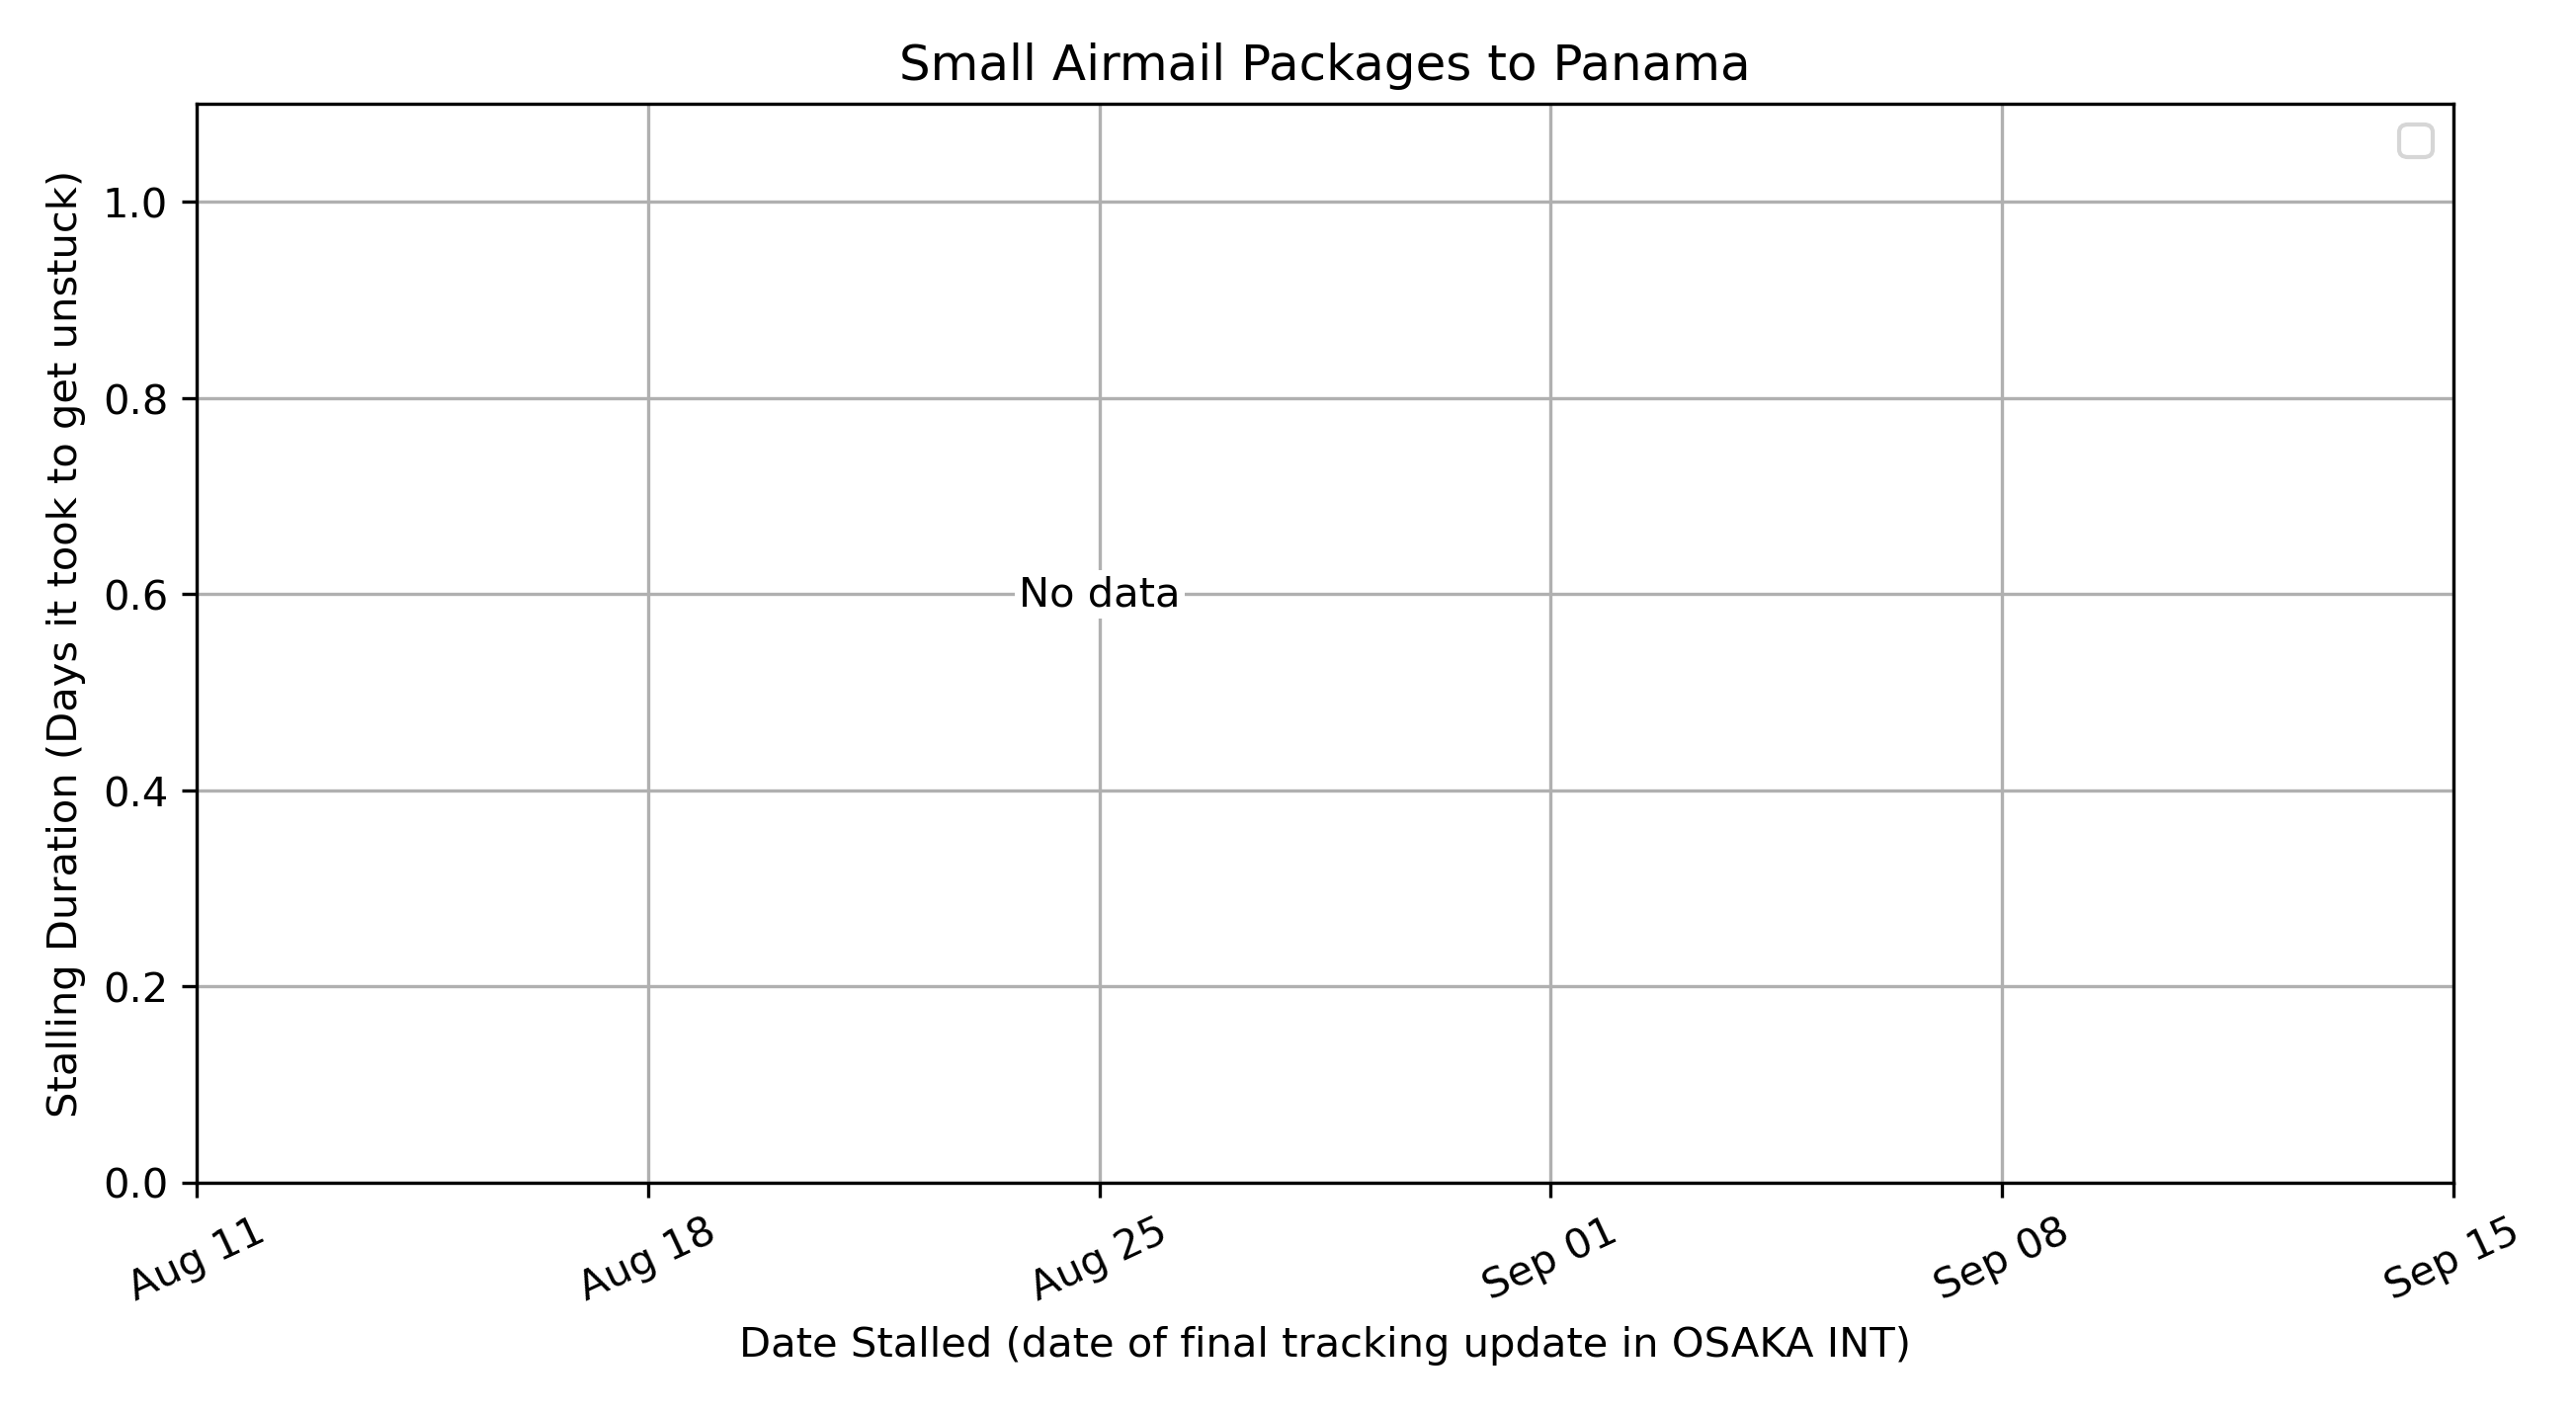 Small Airmail Packages to Panama
Stalling Duration (Days it took to get unstuck)
1.0
0.8
0.6
0.4
0.2
0.0
No data
Aug 11
Aug 18
Aug 25
Sep 01
Sep 08
Sep 15
Date Stalled (date of final tracking update in OSAKA INT)